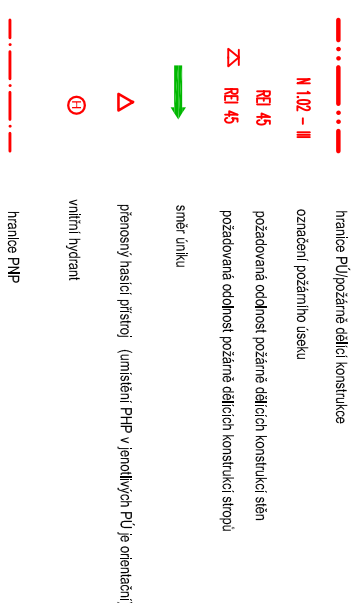 hranice PÚ/požárně dělící konstrukce
N 1.02 - III označení požárního úseku
REI 45 požadovaná odolnost požárně dělících konstrukcí stěn
REI 45 požadovaná odolnost požárně dělících konstrukcí stropů
směr úniku
přenosný hasící přístroj (umístění PHP v jenotlivých PÚ je orientační)
H vnitřní hydrant
hranice PNP